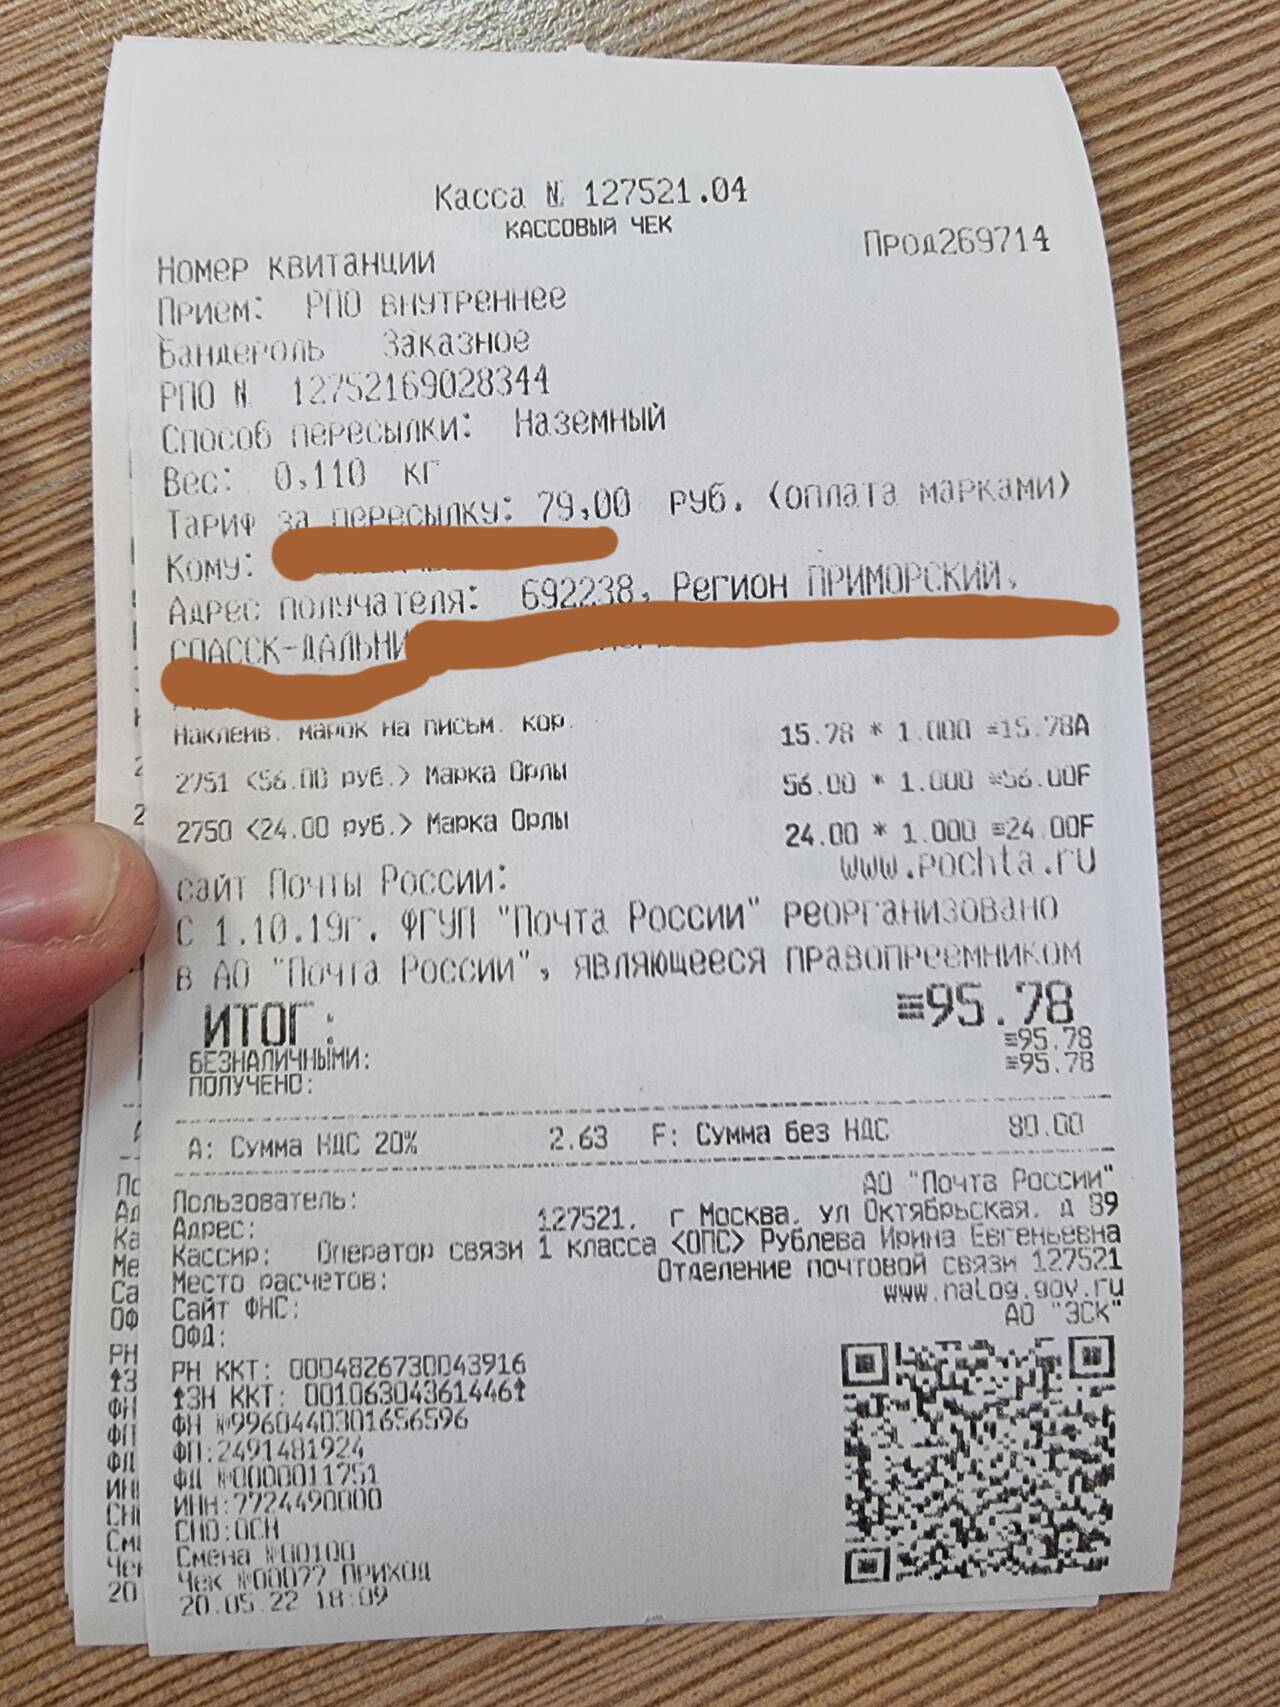 Касса № 127521.04
КАССОВЫЙ ЧЕК
Номер квитанции Прод269714
Прием: РПО внутреннее
Бандероль Заказное
РПО № 12752169028344
Способ пересылки: Наземный
Вес: 0,110 кг
Тариф за пересылку: 79,00 руб. (оплата марками)
Кому:
Адрес получателя: 692238, Регион ПРИМОРСКИЙ,
СПАССК-ДАЛЬНИ
Наклеив. марок на письм. кор. 15.78 * 1.000 ≡15.78А
2751 <56.00 руб.> Марка Орлы 56.00 * 1.000 ≡56.00F
2750 <24.00 руб.> Марка Орлы 24.00 * 1.000 ≡24.00F
сайт Почты России: www.pochta.ru
С 1.10.19г. ФГУП "Почта России" реорганизовано
в АО "Почта России", являющееся правопреемником
ИТОГ: ≡95.78
БЕЗНАЛИЧНЫМИ: ≡95.78
ПОЛУЧЕНО: ≡95.78
А: Сумма НДС 20% 2.63 F: Сумма без НДС 80.00
Пользователь: АО "Почта России"
Адрес: 127521, г Москва, ул Октябрьская, д 89
Кассир: Оператор связи 1 класса <ОПС> Рублева Ирина Евгеньевна
Место расчетов: Отделение почтовой связи 127521
Сайт ФНС: www.nalog.gov.ru
ОФД: АО "ЭСК"
РН ККТ: 0004826730043916
↑ЗН ККТ: 00106304361446↑
ФН №9960440301656596
ФП:2491481924
ФД №0000011751
ИНН:7724490000
СНО:ОСН
Смена №00100
Чек №00077 ПРИХОД
20.05.22 18:09